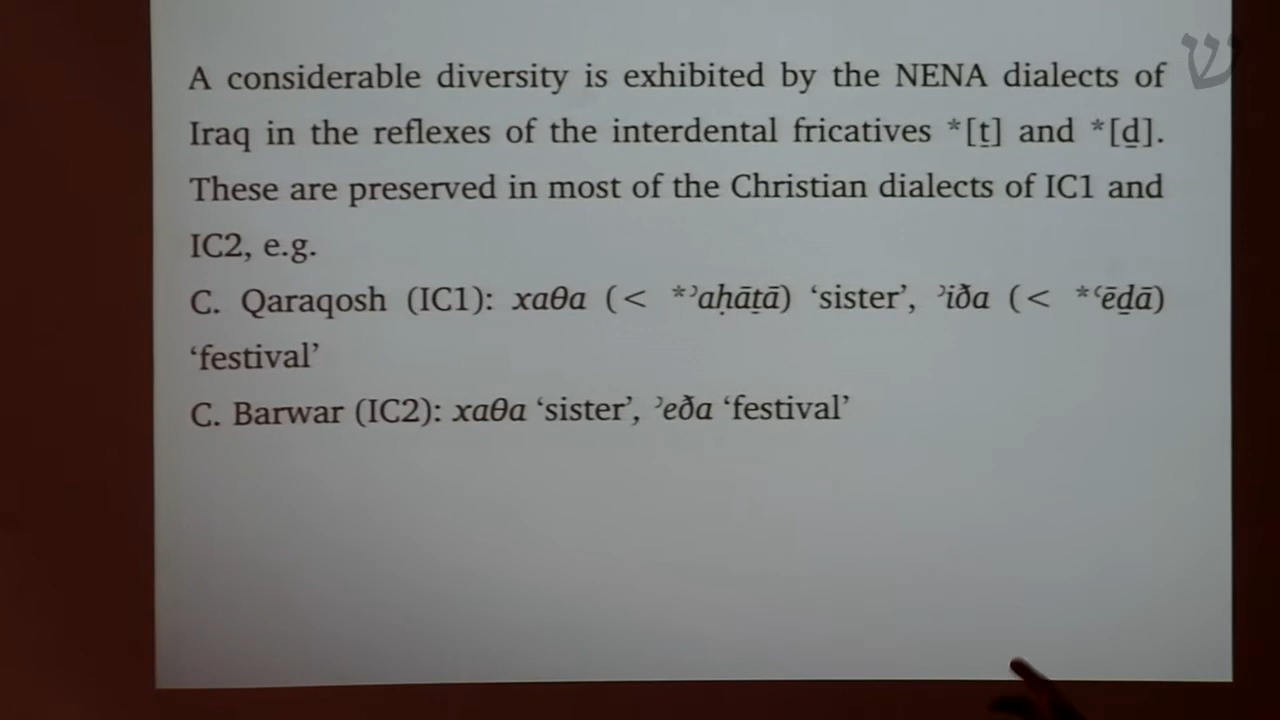 A considerable diversity is exhibited by the NENA dialects of
Iraq in the reflexes of the interdental fricatives *[ṯ] and *[ḏ].
These are preserved in most of the Christian dialects of IC1 and
IC2, e.g.
C. Qaraqosh (IC1): xaθa (< *ʾaḥāṯā) ‘sister’, ʾiða (< *ʿēḏā)
‘festival’
C. Barwar (IC2): xaθa ‘sister’, ʾeða ‘festival’
ש